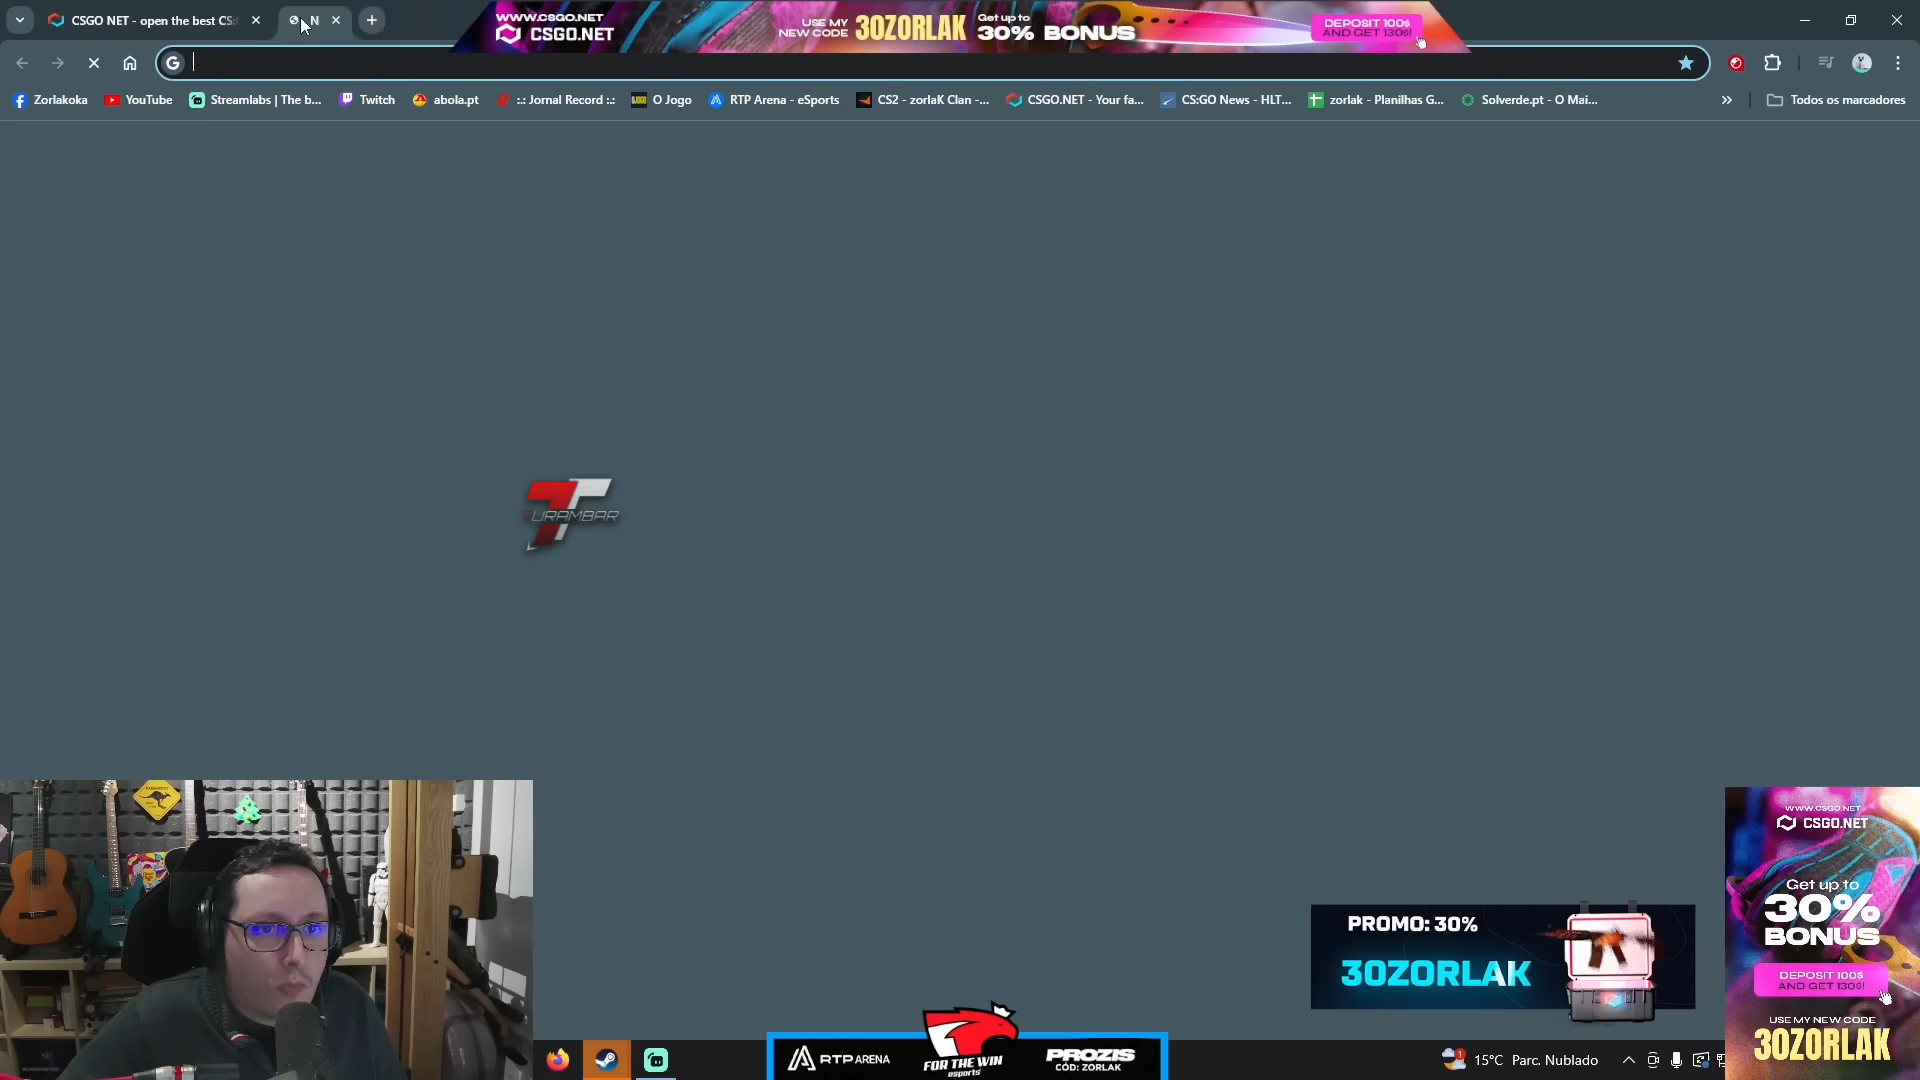 CSGO NET - open the best CS:
N
WWW.CSGO.NET
CSGO.NET
USE MY
NEW CODE
30ZORLAK
Get up to
30% BONUS
DEPOSIT 100$
AND GET 130$!
G
Zorlakoka
YouTube
Streamlabs | The b...
Twitch
abola.pt
.:: Jornal Record ::.
O Jogo
RTP Arena - eSports
CS2 - zorlaK Clan -...
CSGO.NET - Your fa...
CS:GO News - HLT...
zorlak - Planilhas G...
Solverde.pt - O Mai...
»
Todos os marcadores
TURAMBAR
PROMO: 30%
30ZORLAK
WWW.CSGO.NET
CSGO.NET
Get up to
30%
BONUS
DEPOSIT 100$
AND GET 130$!
USE MY NEW CODE
30ZORLAK
RTP ARENA
FOR THE WIN
esports
PROZIS
CÓD: ZORLAK
1
15°C Parc. Nublado